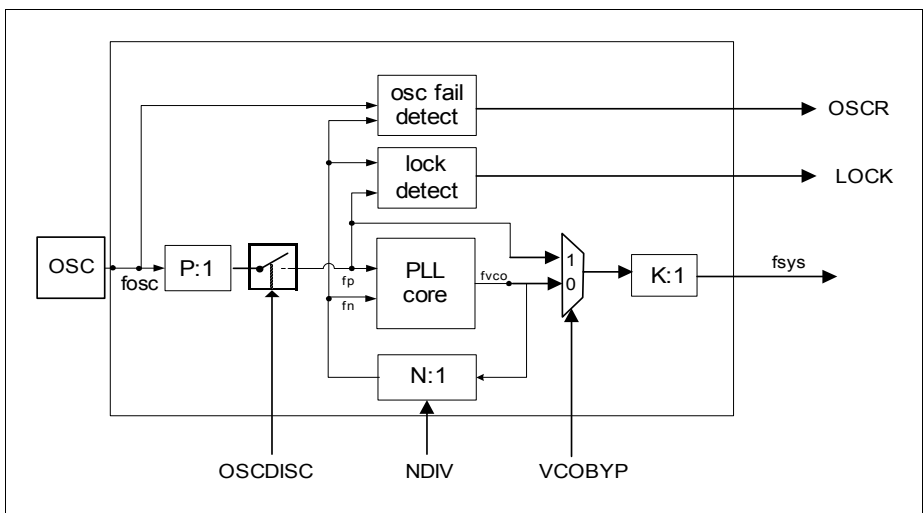 osc fail
detect
OSCR
lock
detect
LOCK
OSC
fosc
P:1
fp
fn
PLL
core
fvco
1
0
K:1
fsys
N:1
OSCDISC
NDIV
VCOBYP